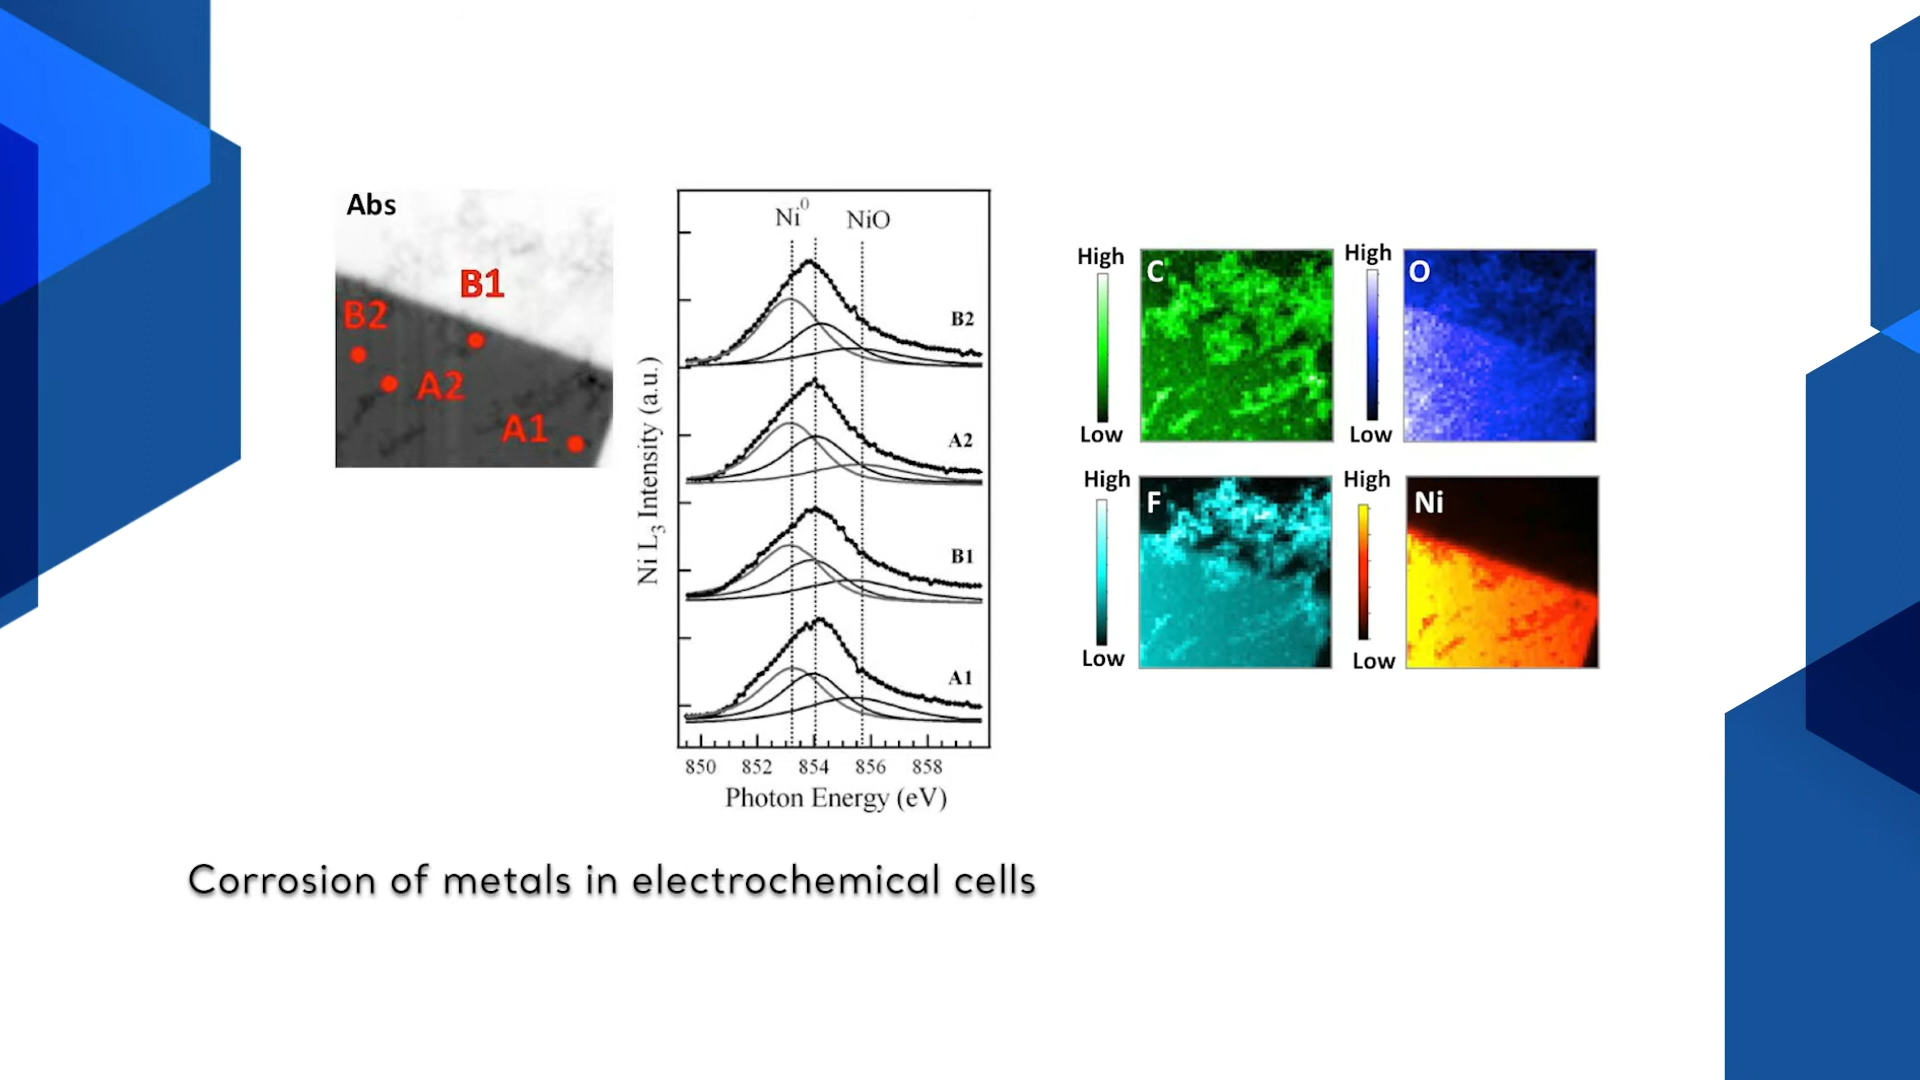 Abs
B1
B2
A2
A1
Ni⁰ NiO
B2
A2
B1
A1
Ni L₃ Intensity (a.u.)
850 852 854 856 858
Photon Energy (eV)
High
C
Low
High
O
Low
High
F
Low
High
Ni
Low
Corrosion of metals in electrochemical cells